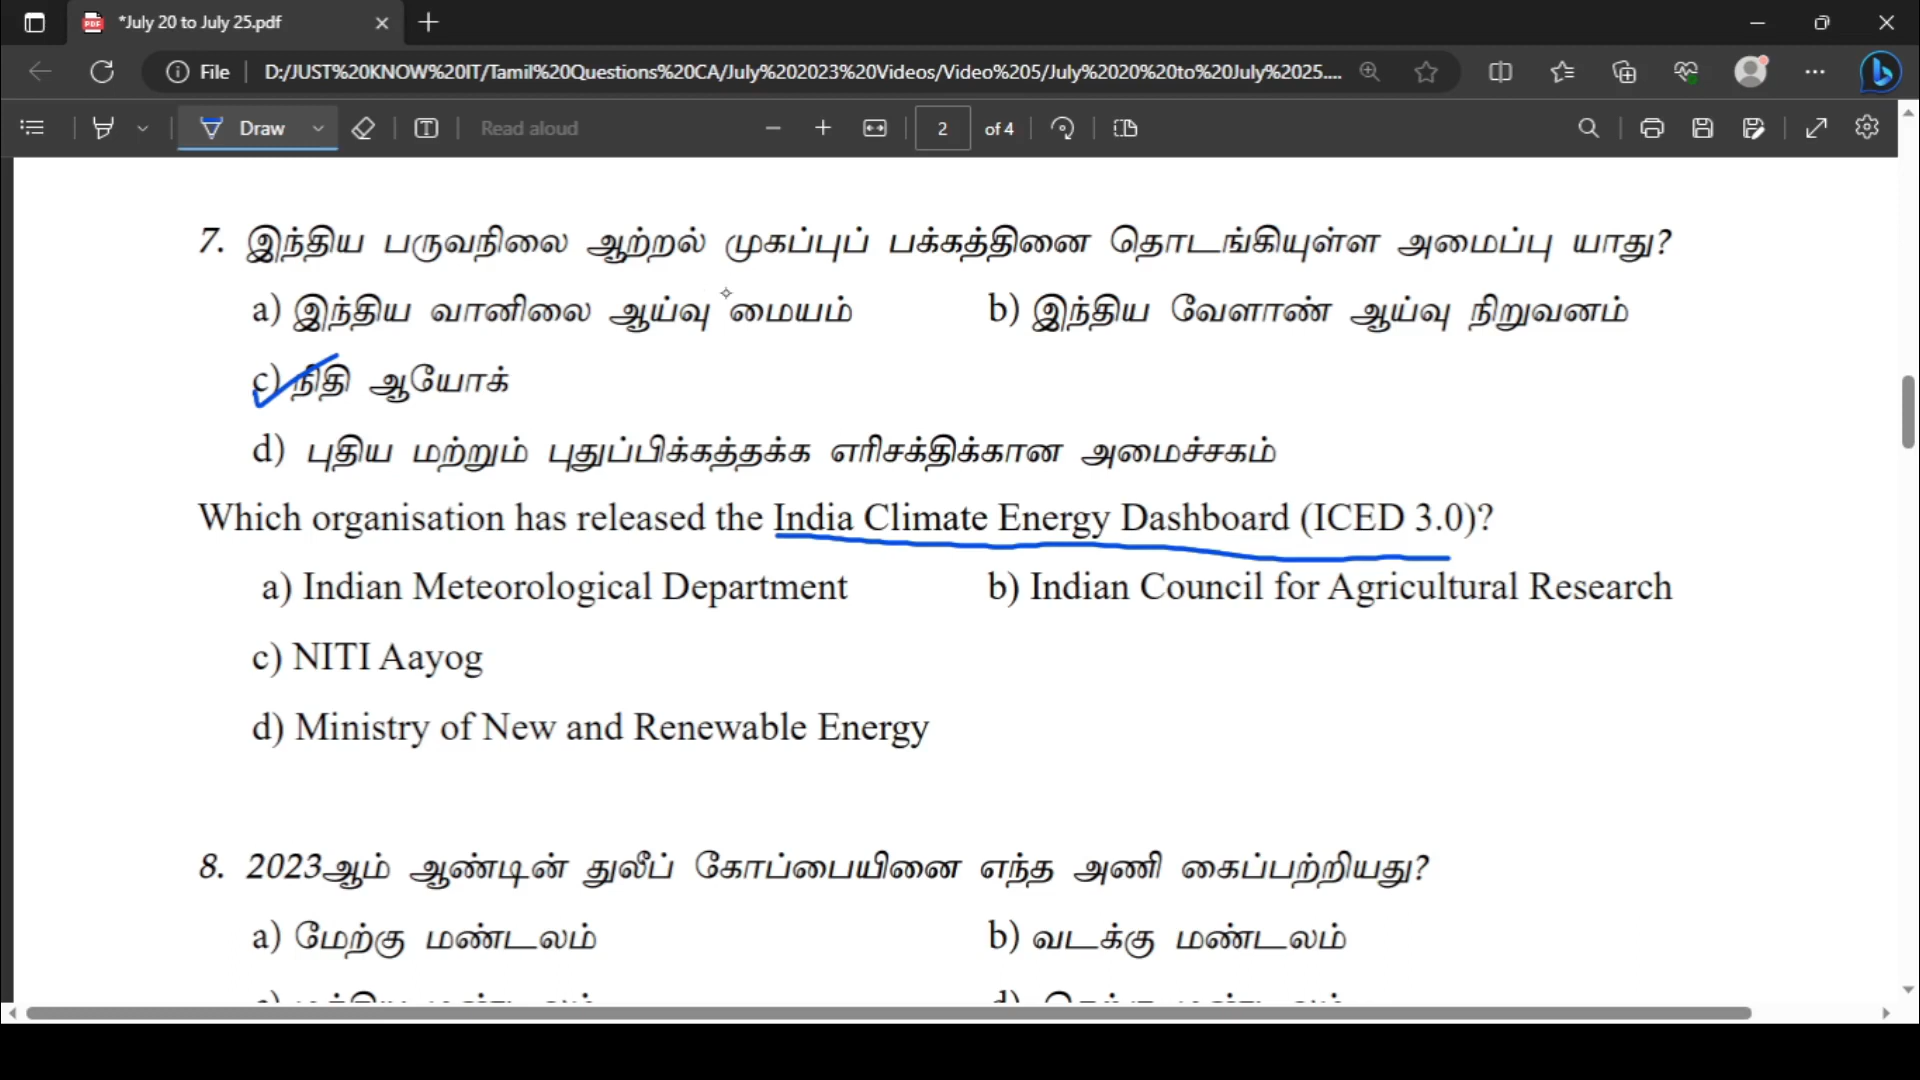 *July 20 to July 25.pdf
File D:/JUST%20KNOW%20IT/Tamil%20Questions%20CA/July%202023%20Videos/Video%205/July%2020%20to%20July%2025....
Draw Read aloud 2 of 4
7. இந்திய பருவநிலை ஆற்றல் முகப்புப் பக்கத்தினை தொடங்கியுள்ள அமைப்பு யாது?
a) இந்திய வானிலை ஆய்வு மையம் b) இந்திய வேளாண் ஆய்வு நிறுவனம்
c) நிதி ஆயோக்
d) புதிய மற்றும் புதுப்பிக்கத்தக்க எரிசக்திக்கான அமைச்சகம்
Which organisation has released the India Climate Energy Dashboard (ICED 3.0)?
a) Indian Meteorological Department b) Indian Council for Agricultural Research
c) NITI Aayog
d) Ministry of New and Renewable Energy
8. 2023ஆம் ஆண்டின் துலீப் கோப்பையினை எந்த அணி கைப்பற்றியது?
a) மேற்கு மண்டலம் b) வடக்கு மண்டலம்